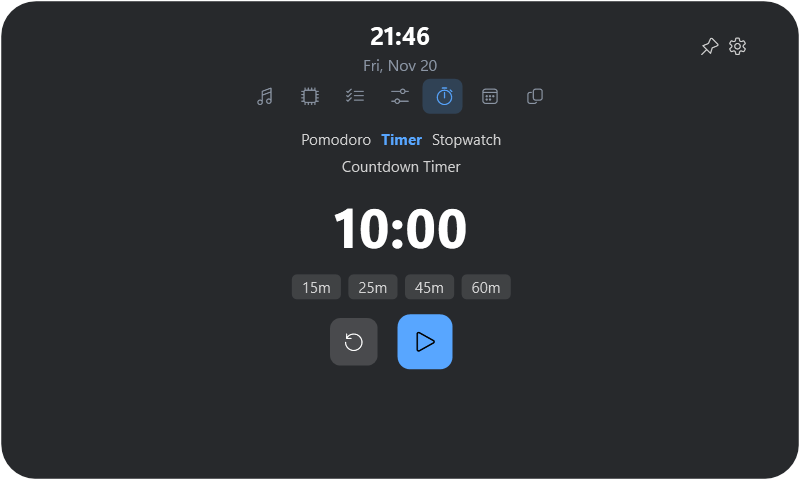 21:46
Fri, Nov 20
Pomodoro Timer Stopwatch
Countdown Timer
10:00
15m 25m 45m 60m